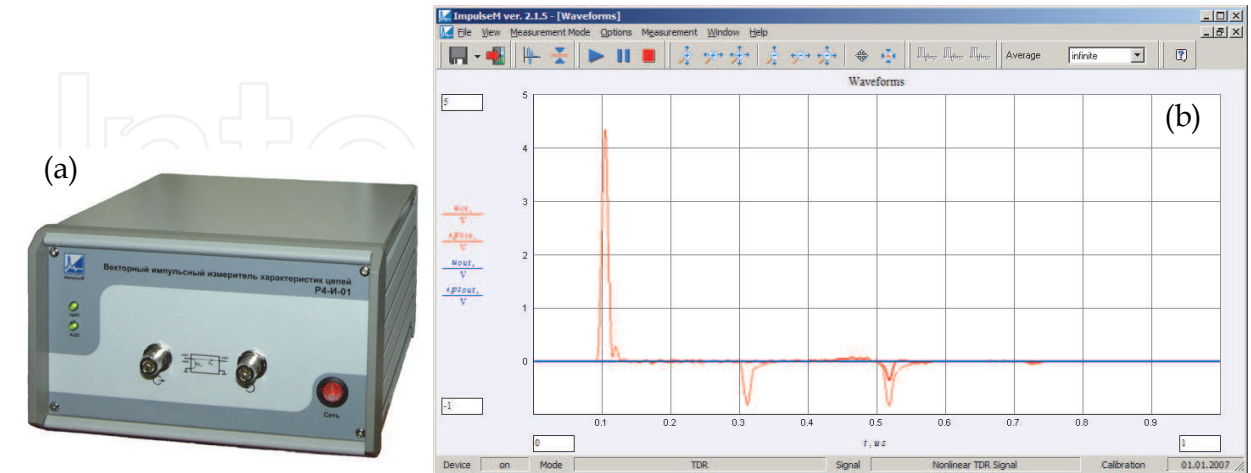 (a)
Векторный импульсный измеритель характеристик цепей
Р4-И-01
Сеть
ImpulseM ver. 2.1.5 - [Waveforms]
File View Measurement Mode Options Measurement Window Help
Average infinite
Waveforms
(b)
5
5
4
3
2
1
0
-1
uout,
V
0.1 0.2 0.3 0.4 0.5 0.6 0.7 0.8 0.9
0 t, us 1
Device on Mode TDR Signal Nonlinear TDR Signal Calibration 01.01.2007